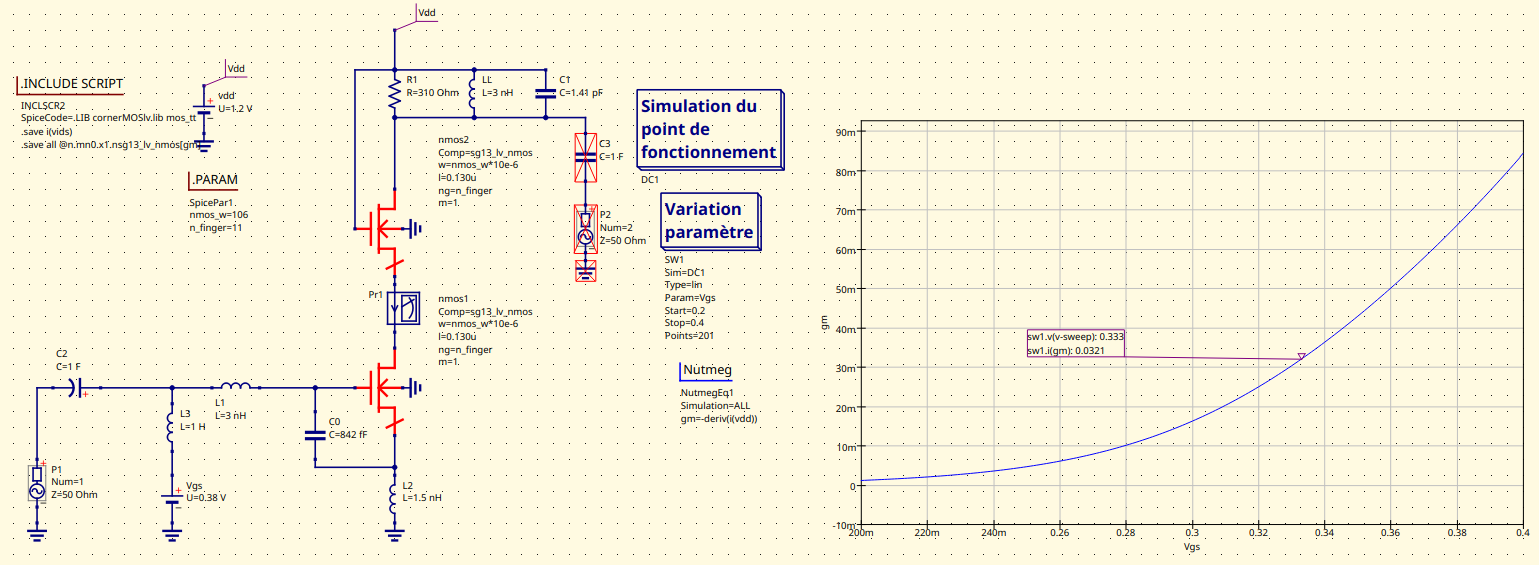 Vdd
.INCLUDE SCRIPT
INCLSCR2
SpiceCode=.LIB cornerMOSlv.lib mos_tt
.save i(vids)
.save all @n.mn0.x1.nsg13_lv_nmos[gm]
Vdd
vdd
U=1.2 V
.PARAM
SpicePar1
nmos_w=106
n_finger=11
R1
R=310 Ohm
LL
L=3 nH
C1
C=1.41 pF
nmos2
Comp=sg13_lv_nmos
w=nmos_w*10e-6
l=0.130u
ng=n_finger
m=1
C3
C=1 F
P2
Num=2
Z=50 Ohm
Pr1
nmos1
Comp=sg13_lv_nmos
w=nmos_w*10e-6
l=0.130u
ng=n_finger
m=1
C2
C=1 F
L1
L=3 nH
L3
L=1 H
C0
C=842 fF
P1
Num=1
Z=50 Ohm
Vgs
U=0.38 V
L2
L=1.5 nH
Simulation du
point de
fonctionnement
DC1
Variation
paramètre
SW1
Sim=DC1
Type=lin
Param=Vgs
Start=0.2
Stop=0.4
Points=201
Nutmeg
NutmegEq1
Simulation=ALL
gm=-deriv(i(vdd))
90m
80m
70m
60m
50m
40m
30m
20m
10m
0
-10m
gm
sw1.v(v-sweep): 0.333
sw1.i(gm): 0.0321
200m
220m
240m
0.26
0.28
0.3
0.32
0.34
0.36
0.38
0.4
Vgs